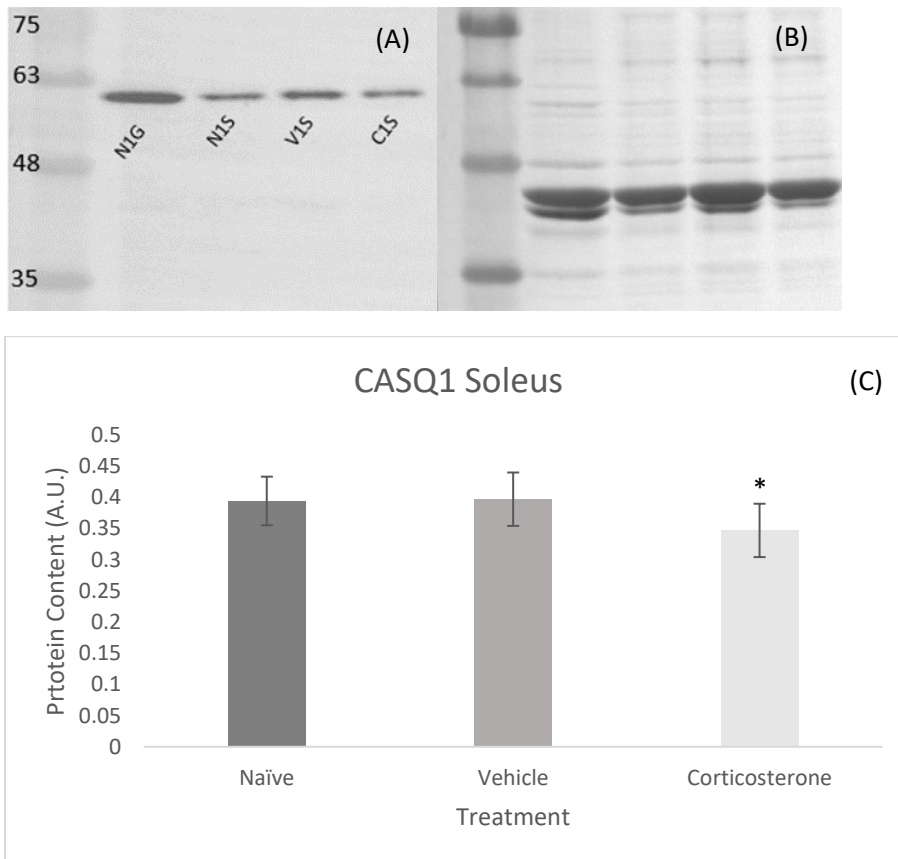 75
(A)
(B)
63
N1G
N1S
V1S
C1S
48
35
CASQ1 Soleus
(C)
0.5
0.45
0.4
*
0.35
0.3
0.25
0.2
0.15
0.1
0.05
0
Prtotein Content (A.U.)
Naïve
Vehicle
Corticosterone
Treatment